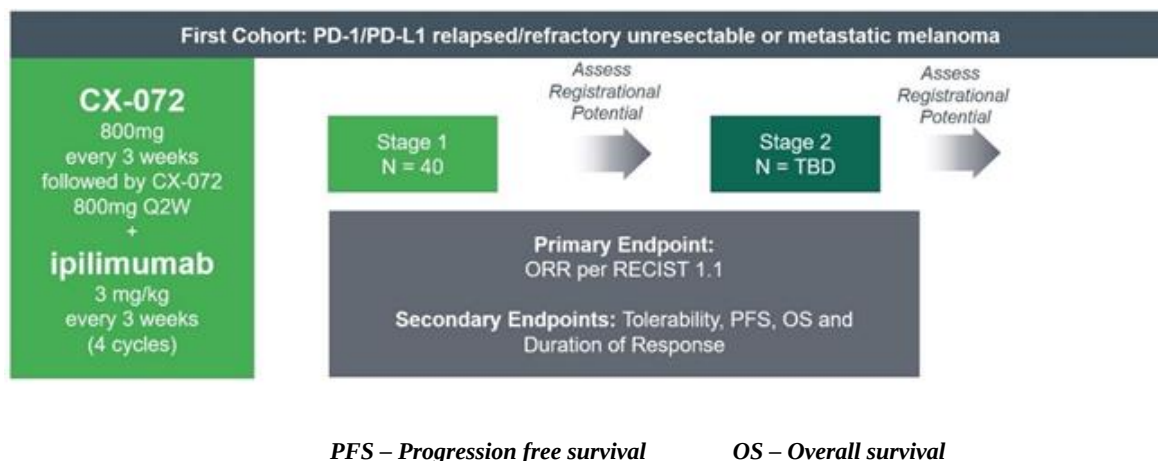 First Cohort: PD-1/PD-L1 relapsed/refractory unresectable or metastatic melanoma
CX-072
800mg
every 3 weeks
followed by CX-072
800mg Q2W
+
ipilimumab
3 mg/kg
every 3 weeks
(4 cycles)
Stage 1
N = 40
Assess
Registrational
Potential
Stage 2
N = TBD
Assess
Registrational
Potential
Primary Endpoint:
ORR per RECIST 1.1
Secondary Endpoints: Tolerability, PFS, OS and
Duration of Response
PFS – Progression free survival OS – Overall survival